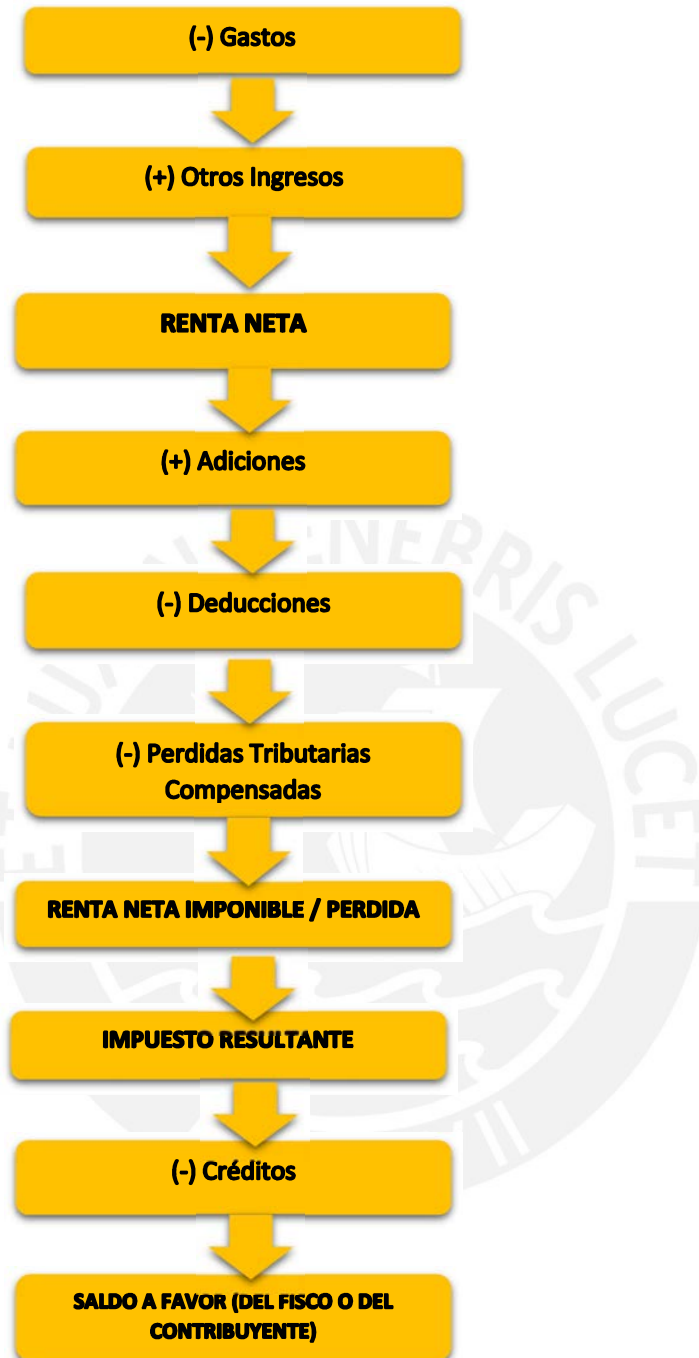 (-) Gastos
(+) Otros Ingresos
RENTA NETA
(+) Adiciones
(-) Deducciones
(-) Perdidas Tributarias
Compensadas
RENTA NETA IMPONIBLE / PERDIDA
IMPUESTO RESULTANTE
(-) Créditos
SALDO A FAVOR (DEL FISCO O DEL
CONTRIBUYENTE)